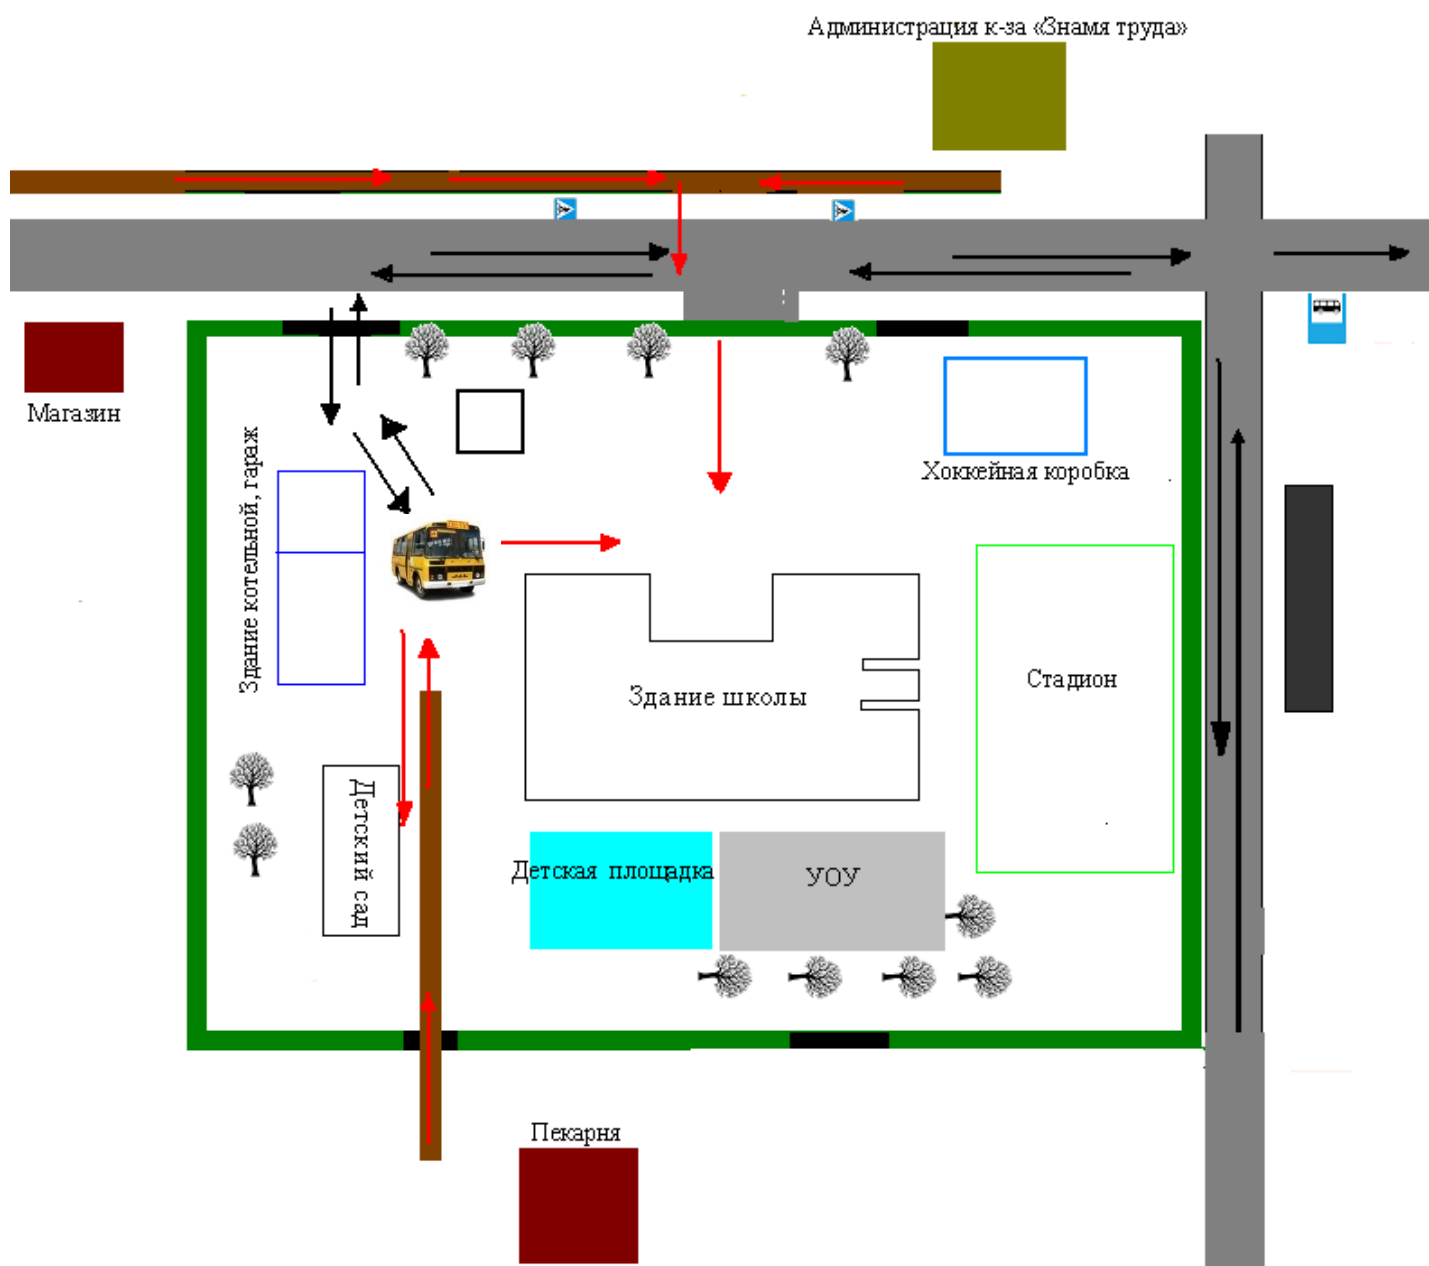 Администрация к-за «Знамя труда»
Магазин
Здание котельной, гараж
Хоккейная коробка
Здание школы
Стадион
Детский сад
Детская площадка
УОУ
Пекарня